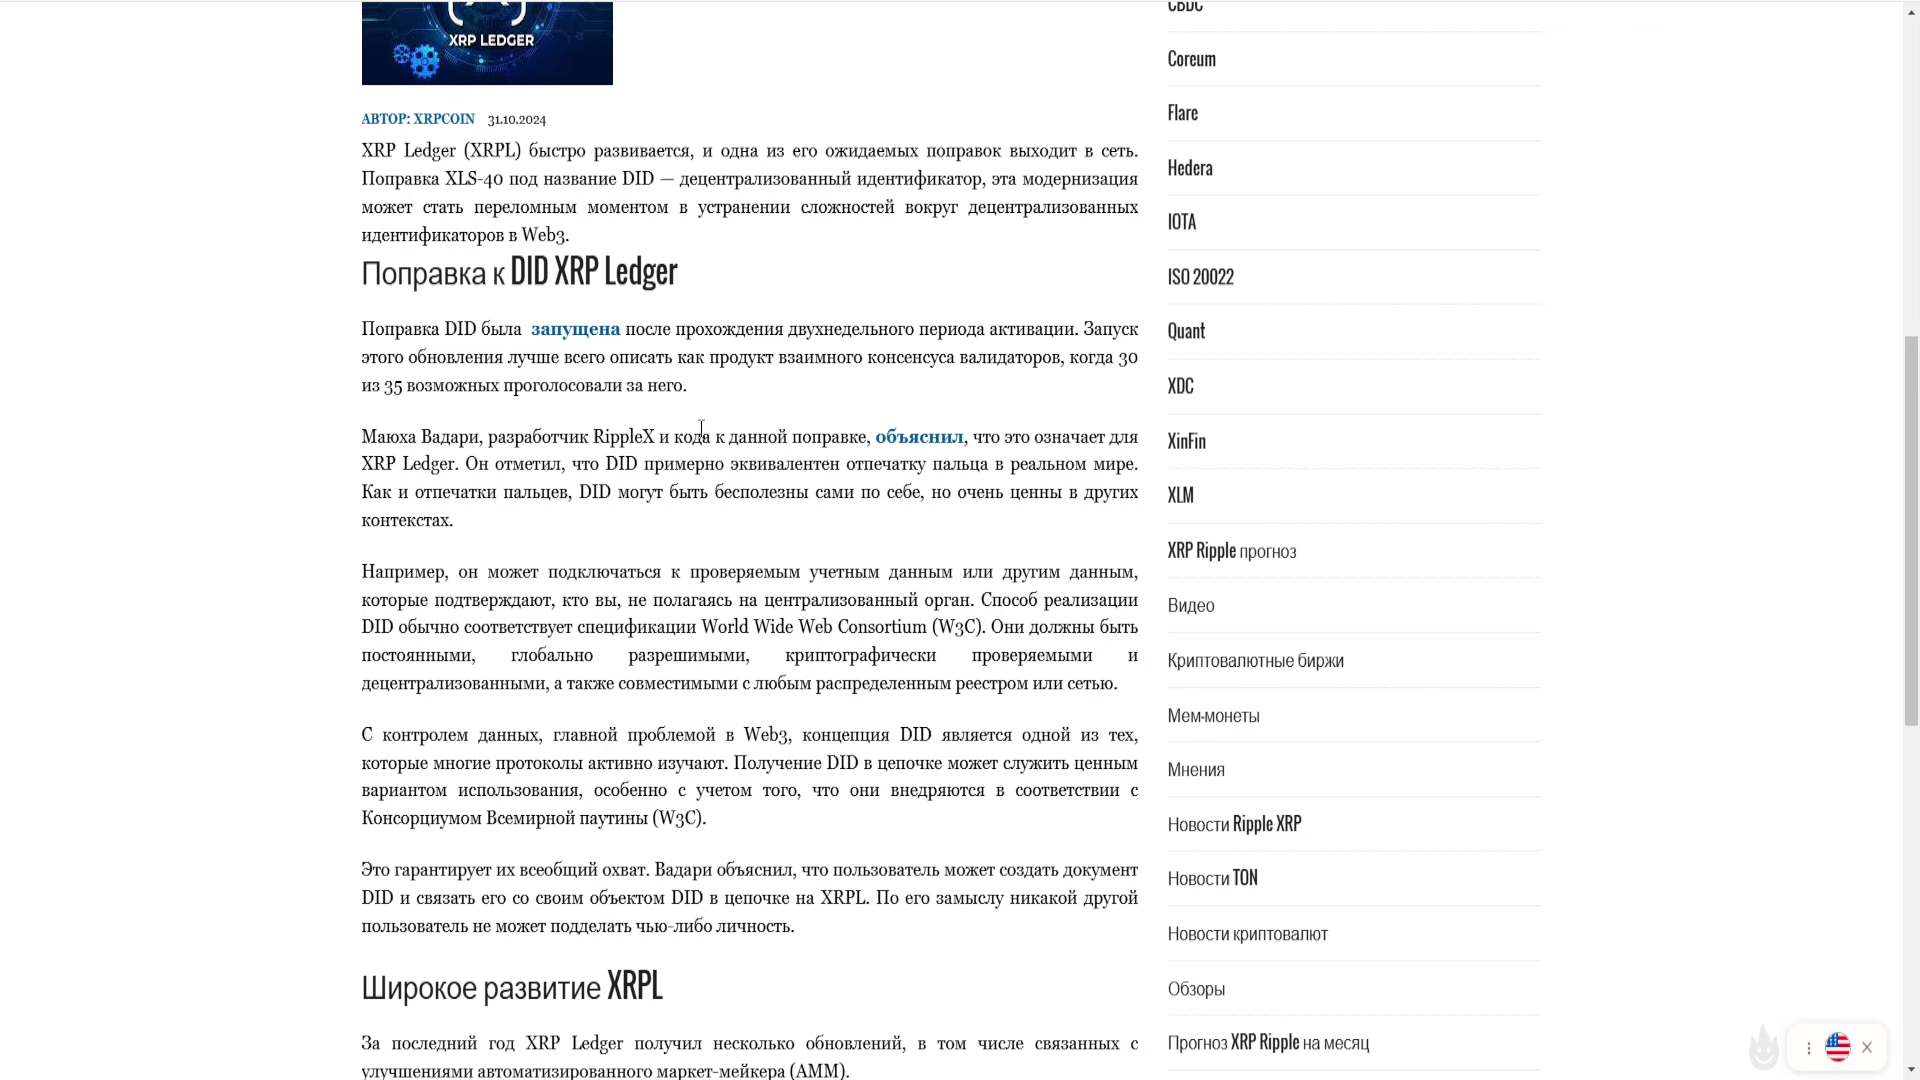 XRP LEDGER
АВТОР: XRPCOIN 31.10.2024
XRP Ledger (XRPL) быстро развивается, и одна из его ожидаемых поправок выходит в сеть.
Поправка XLS-40 под название DID — децентрализованный идентификатор, эта модернизация
может стать переломным моментом в устранении сложностей вокруг децентрализованных
идентификаторов в Web3.
Поправка к DID XRP Ledger
Поправка DID была запущена после прохождения двухнедельного периода активации. Запуск
этого обновления лучше всего описать как продукт взаимного консенсуса валидаторов, когда 30
из 35 возможных проголосовали за него.
Маюха Вадари, разработчик RippleX и кода к данной поправке, объяснил, что это означает для
XRP Ledger. Он отметил, что DID примерно эквивалентен отпечатку пальца в реальном мире.
Как и отпечатки пальцев, DID могут быть бесполезны сами по себе, но очень ценны в других
контекстах.
Например, он может подключаться к проверяемым учетным данным или другим данным,
которые подтверждают, кто вы, не полагаясь на централизованный орган. Способ реализации
DID обычно соответствует спецификации World Wide Web Consortium (W3C). Они должны быть
постоянными, глобально разрешимыми, криптографически проверяемыми и
децентрализованными, а также совместимыми с любым распределенным реестром или сетью.
С контролем данных, главной проблемой в Web3, концепция DID является одной из тех,
которые многие протоколы активно изучают. Получение DID в цепочке может служить ценным
вариантом использования, особенно с учетом того, что они внедряются в соответствии с
Консорциумом Всемирной паутины (W3C).
Это гарантирует их всеобщий охват. Вадари объяснил, что пользователь может создать документ
DID и связать его со своим объектом DID в цепочке на XRPL. По его замыслу никакой другой
пользователь не может подделать чью-либо личность.
Широкое развитие XRPL
За последний год XRP Ledger получил несколько обновлений, в том числе связанных с
улучшениями автоматизированного маркет-мейкера (AMM).
CBDC
Coreum
Flare
Hedera
IOTA
ISO 20022
Quant
XDC
XinFin
XLM
XRP Ripple прогноз
Видео
Криптовалютные биржи
Мем-монеты
Мнения
Новости Ripple XRP
Новости TON
Новости криптовалют
Обзоры
Прогноз XRP Ripple на месяц